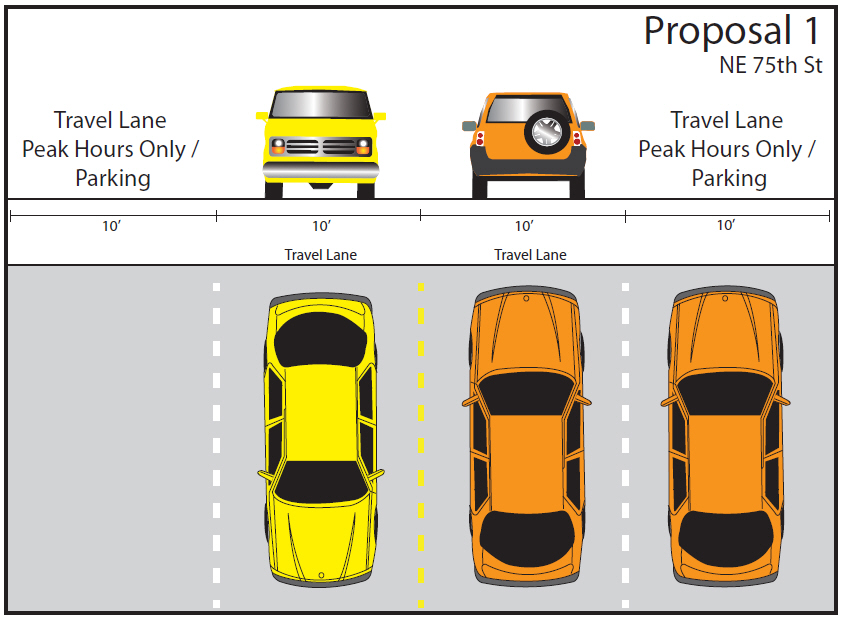 Proposal 1
NE 75th St
Travel Lane
Peak Hours Only /
Parking
Travel Lane
Peak Hours Only /
Parking
10’
10’
10’
10’
Travel Lane
Travel Lane